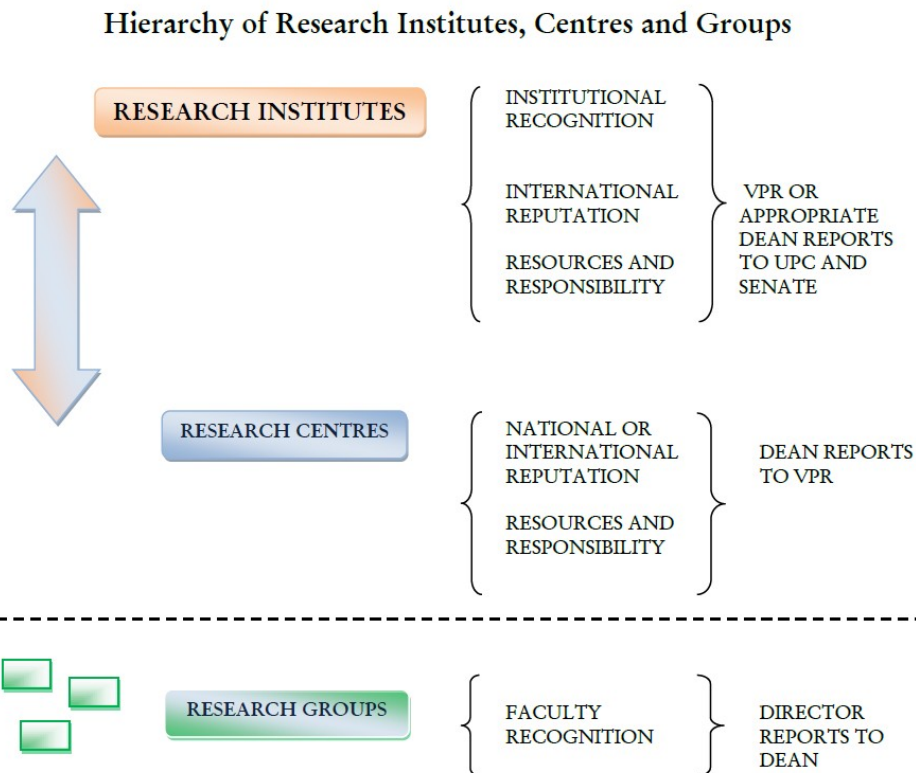 Hierarchy of Research Institutes, Centres and Groups
RESEARCH INSTITUTES
INSTITUTIONAL
RECOGNITION
INTERNATIONAL
REPUTATION
RESOURCES AND
RESPONSIBILITY
VPR OR
APPROPRIATE
DEAN REPORTS
TO UPC AND
SENATE
RESEARCH CENTRES
NATIONAL OR
INTERNATIONAL
REPUTATION
RESOURCES AND
RESPONSIBILITY
DEAN REPORTS
TO VPR
RESEARCH GROUPS
FACULTY
RECOGNITION
DIRECTOR
REPORTS TO
DEAN